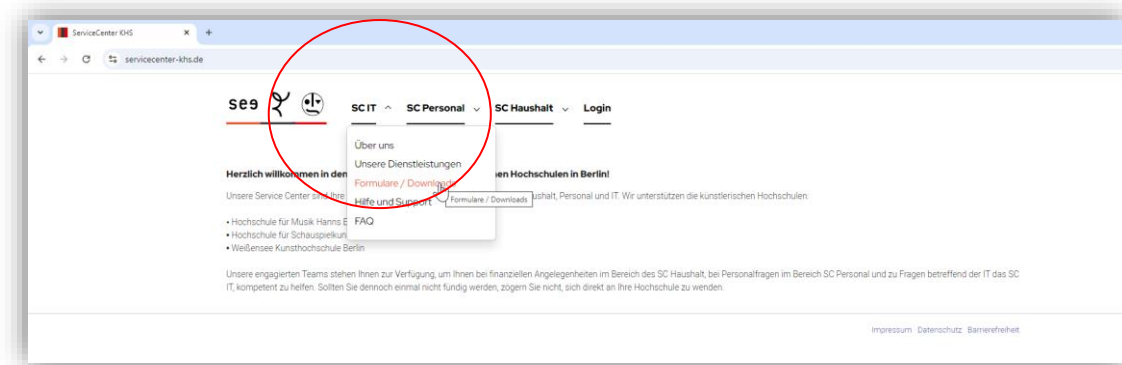 ServiceCenter KHS
servicecenter-khs.de
see
SC IT SC Personal SC Haushalt Login
Über uns
Unsere Dienstleistungen
Formulare / Downloads
Formulare / Downloads
Hilfe und Support
FAQ
Herzlich willkommen in den en Hochschulen in Berlin!
Unsere Service Center sind Ihre ushalt, Personal und IT. Wir unterstützen die künstlerischen Hochschulen:
• Hochschule für Musik Hanns E
• Hochschule für Schauspielkun
• Weißensee Kunsthochschule Berlin
Unsere engagierten Teams stehen Ihnen zur Verfügung, um Ihnen bei finanziellen Angelegenheiten im Bereich des SC Haushalt, bei Personalfragen im Bereich SC Personal und zu Fragen betreffend der IT das SC
IT, kompetent zu helfen. Sollten Sie dennoch einmal nicht fündig werden, zögern Sie nicht, sich direkt an Ihre Hochschule zu wenden.
Impressum Datenschutz Barrierefreiheit